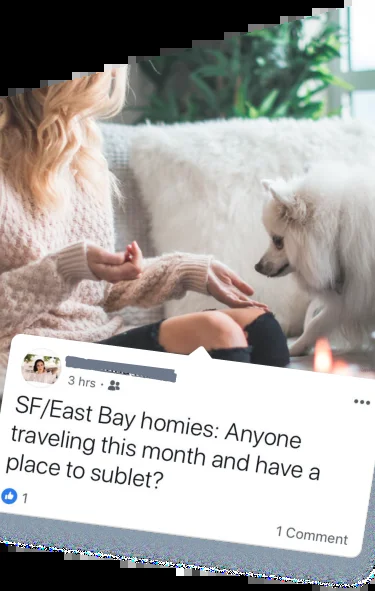 3 hrs ·
SF/East Bay homies: Anyone
traveling this month and have a
place to sublet?
1
1 Comment